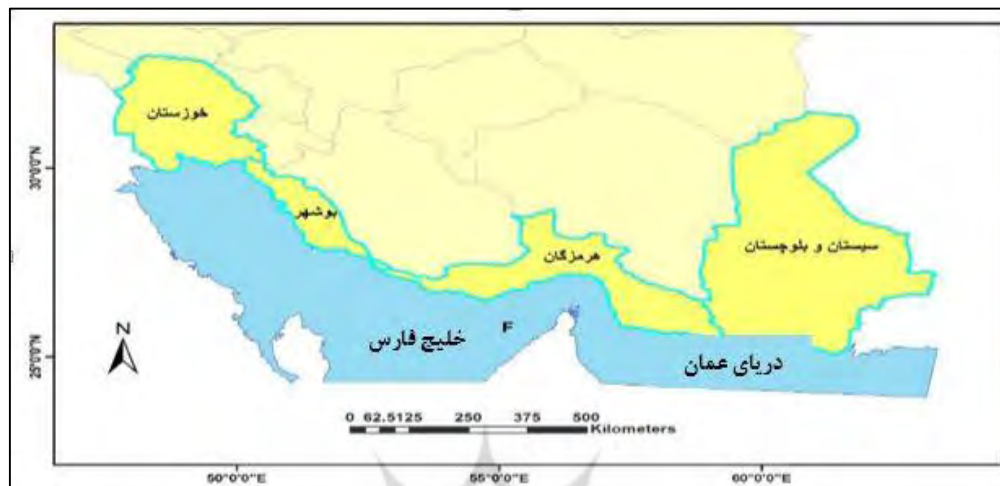 خوزستان
30°0'0"N
بوشهر
سیستان و بلوچستان
هرمزگان
N
F
خلیج فارس
25°0'0"N
دریای عمان
0 62.5125 250 375 500
Kilometers
50°0'0"E 55°0'0"E 60°0'0"E